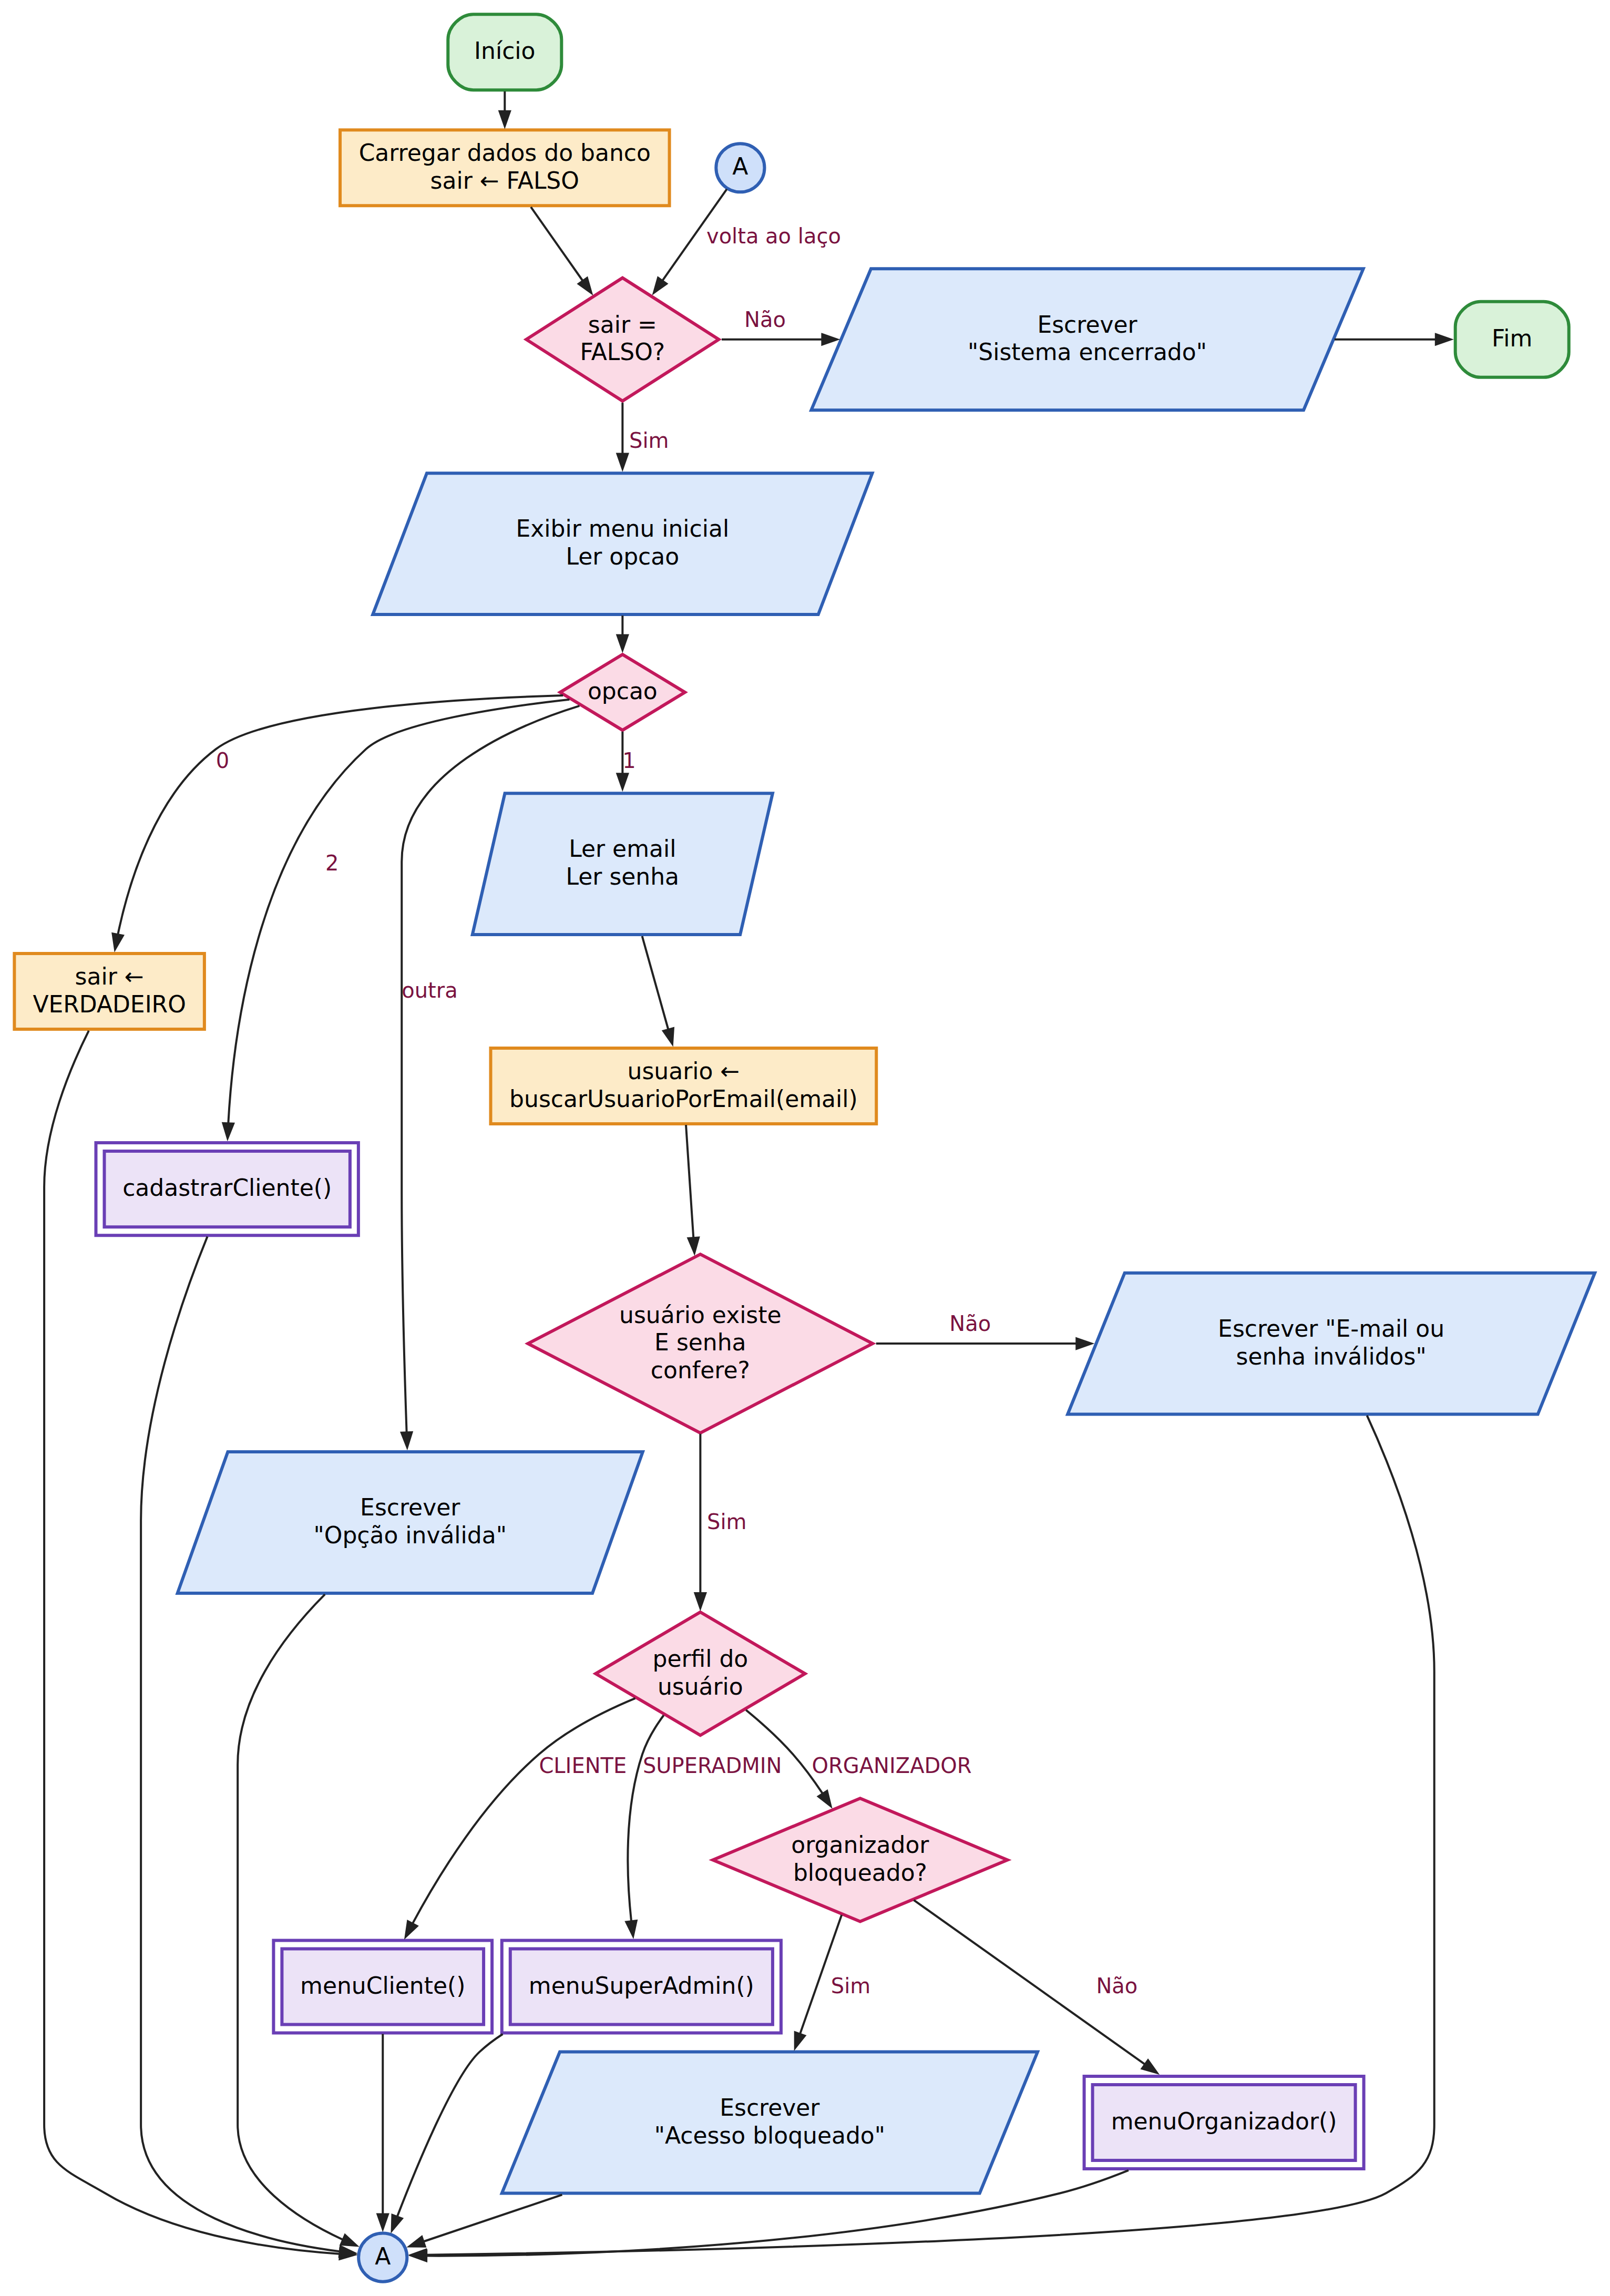 Início
Carregar dados do banco
sair ← FALSO
A
volta ao laço
sair =
FALSO?
Não
Escrever
"Sistema encerrado"
Fim
Sim
Exibir menu inicial
Ler opcao
opcao
0
1
2
outra
Ler email
Ler senha
sair ←
VERDADEIRO
usuario ←
buscarUsuarioPorEmail(email)
cadastrarCliente()
usuário existe
E senha
confere?
Não
Escrever "E-mail ou
senha inválidos"
Escrever
"Opção inválida"
Sim
perfil do
usuário
CLIENTE
SUPERADMIN
ORGANIZADOR
organizador
bloqueado?
menuCliente()
menuSuperAdmin()
Sim
Não
Escrever
"Acesso bloqueado"
menuOrganizador()
A